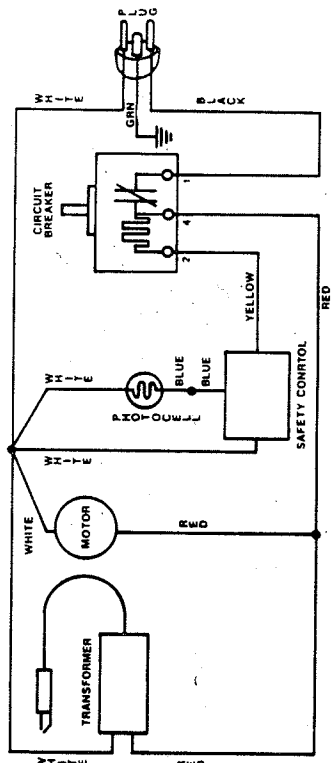 PLUG
WHITE
GRN
BLACK
CIRCUIT
BREAKER
1
4
2
YELLOW
RED
WHITE
PHOTOCELL
BLUE
BLUE
SAFETY CONRTOL
WHITE
WHITE
MOTOR
RED
TRANSFORMER
WHITE
RED